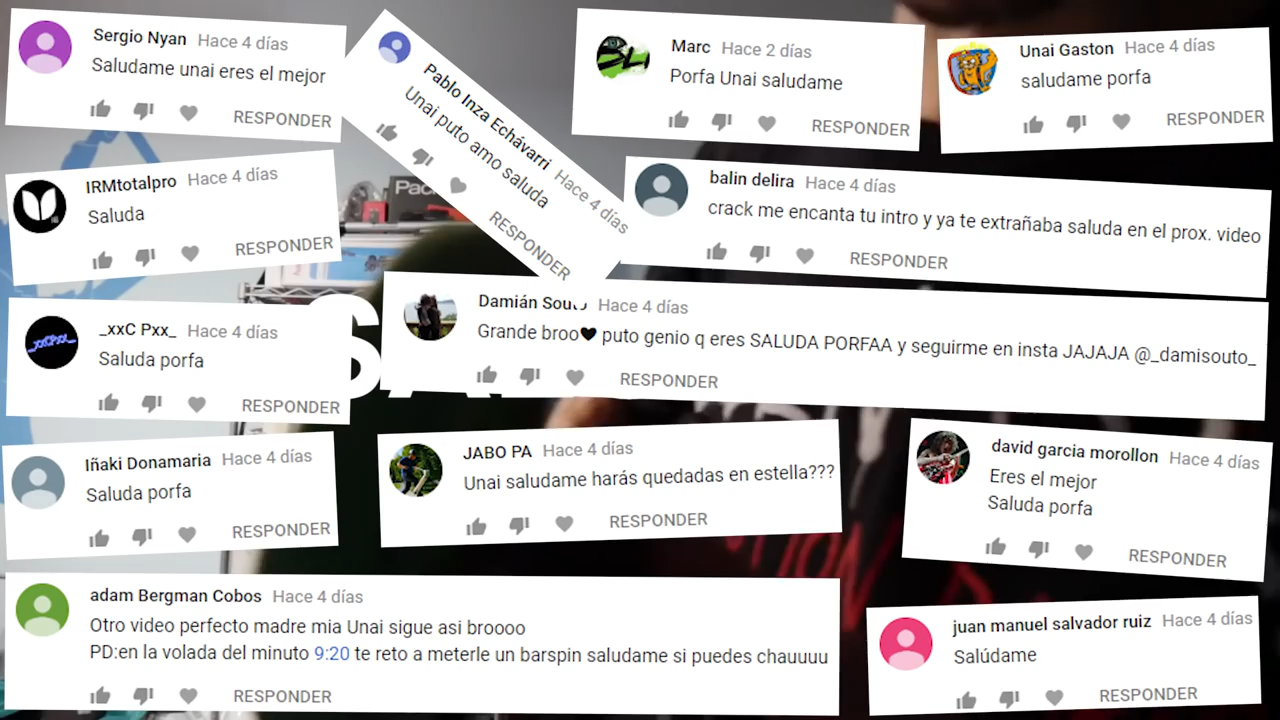 Sergio Nyan Hace 4 días
Saludame unai eres el mejor
RESPONDER
Pablo Inza Echávarri Hace 4 días
Unai puto amo saluda
RESPONDER
Marc Hace 2 días
Porfa Unai saludame
RESPONDER
Unai Gaston Hace 4 días
saludame porfa
RESPONDER
IRMtotalpro Hace 4 días
Saluda
RESPONDER
balin delira Hace 4 días
crack me encanta tu intro y ya te extrañaba saluda en el prox. video
RESPONDER
_xxC Pxx_ Hace 4 días
Saluda porfa
RESPONDER
Damián Souto Hace 4 días
Grande broo🖤 puto genio q eres SALUDA PORFAA y seguirme en insta JAJAJA @_damisouto_
RESPONDER
Iñaki Donamaria Hace 4 días
Saluda porfa
RESPONDER
JABO PA Hace 4 días
Unai saludame harás quedadas en estella???
RESPONDER
david garcia morollon Hace 4 días
Eres el mejor
Saluda porfa
RESPONDER
adam Bergman Cobos Hace 4 días
Otro video perfecto madre mia Unai sigue asi broooo
PD:en la volada del minuto 9:20 te reto a meterle un barspin saludame si puedes chauuuu
RESPONDER
juan manuel salvador ruiz Hace 4 días
Salúdame
RESPONDER